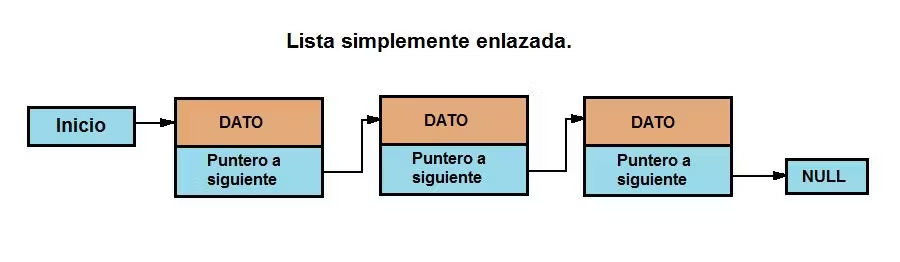 Lista simplemente enlazada.
Inicio
DATO
Puntero a
siguiente
DATO
Puntero a
siguiente
DATO
Puntero a
siguiente
NULL